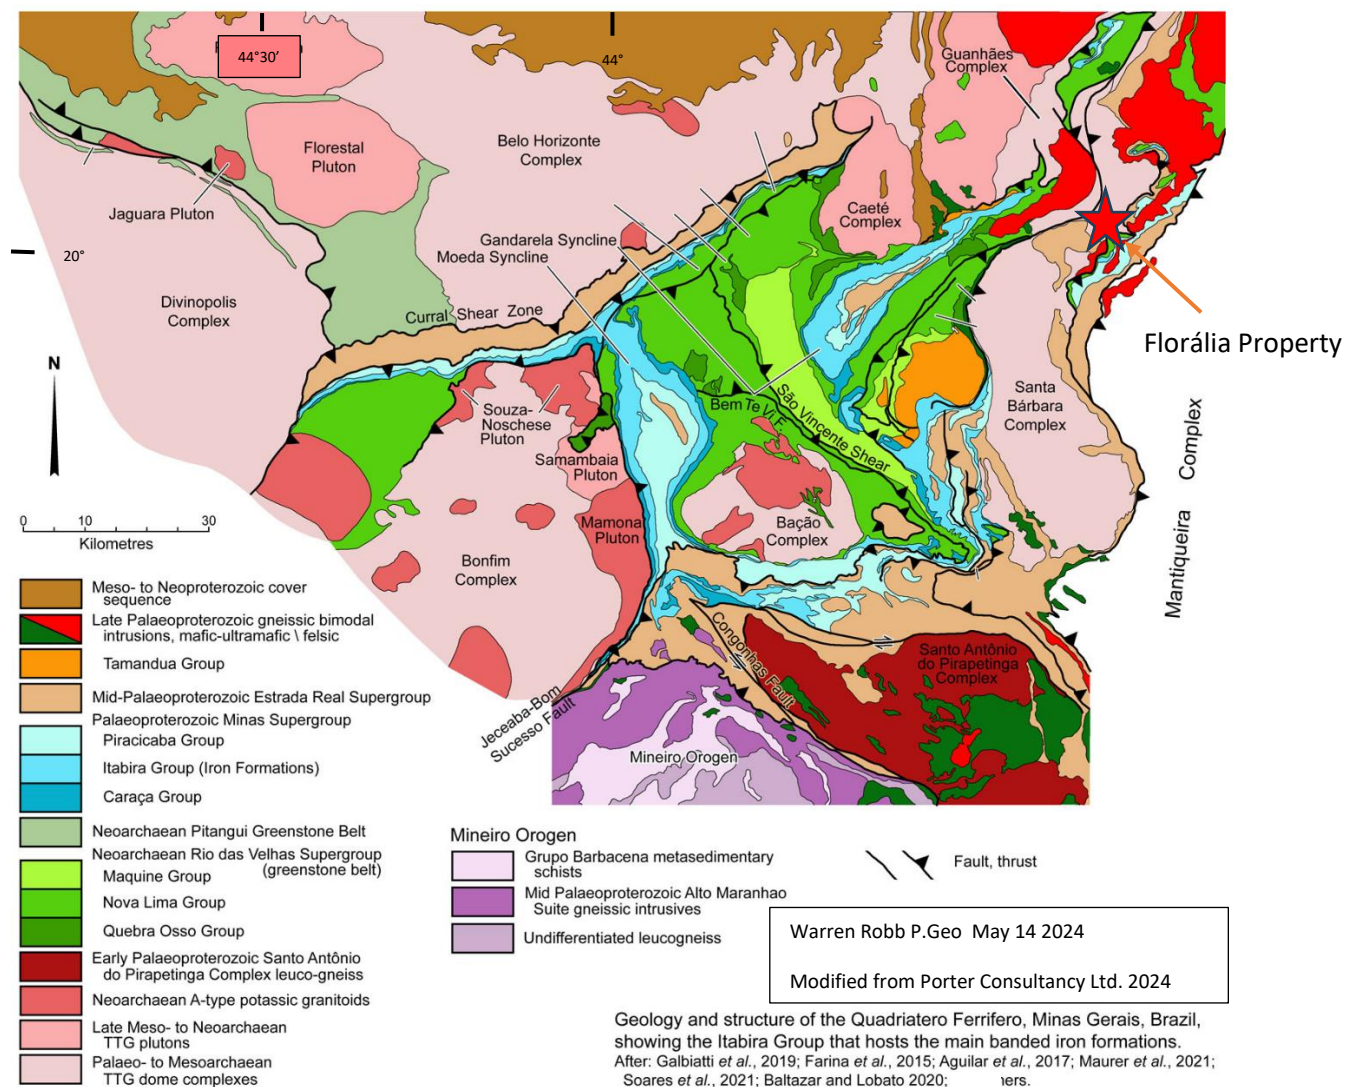 44°30’
44°
20°
Guanhães
Complex
Florestal
Pluton
Belo Horizonte
Complex
Jaguara Pluton
Caeté
Complex
Gandarela Syncline
Moeda Syncline
Divinopolis
Complex
Curral Shear Zone
Florália Property
N
Souza-
Noschese
Pluton
Bem Te Vi F.
São Vincente Shear
Santa
Bárbara
Complex
Mantiqueira Complex
Samambaia
Pluton
Mamona
Pluton
Bação
Complex
Bonfim
Complex
0 10 30
Kilometres
Congonhas Fault
Santo Antônio
do Pirapetinga
Complex
Jeceaba-Bom
Sucesso Fault
Mineiro Orogen
Meso- to Neoproterozoic cover
sequence
Late Palaeoproterozoic gneissic bimodal
intrusions, mafic-ultramafic \ felsic
Tamandua Group
Mid-Palaeoproterozoic Estrada Real Supergroup
Palaeoproterozoic Minas Supergroup
Piracicaba Group
Itabira Group (Iron Formations)
Caraça Group
Neoarchaean Pitangui Greenstone Belt
Neoarchaean Rio das Velhas Supergroup
(greenstone belt)
Maquine Group
Nova Lima Group
Quebra Osso Group
Early Palaeoproterozoic Santo Antônio
do Pirapetinga Complex leuco-gneiss
Neoarchaean A-type potassic granitoids
Late Meso- to Neoarchaean
TTG plutons
Palaeo- to Mesoarchaean
TTG dome complexes
Mineiro Orogen
Grupo Barbacena metasedimentary
schists
Mid Palaeoproterozoic Alto Maranhao
Suite gneissic intrusives
Undifferentiated leucogneiss
Fault, thrust
Warren Robb P.Geo May 14 2024
Modified from Porter Consultancy Ltd. 2024
Geology and structure of the Quadriatero Ferrifero, Minas Gerais, Brazil,
showing the Itabira Group that hosts the main banded iron formations.
After: Galbiatti et al., 2019; Farina et al., 2015; Aguilar et al., 2017; Maurer et al., 2021;
Soares et al., 2021; Baltazar and Lobato 2020;